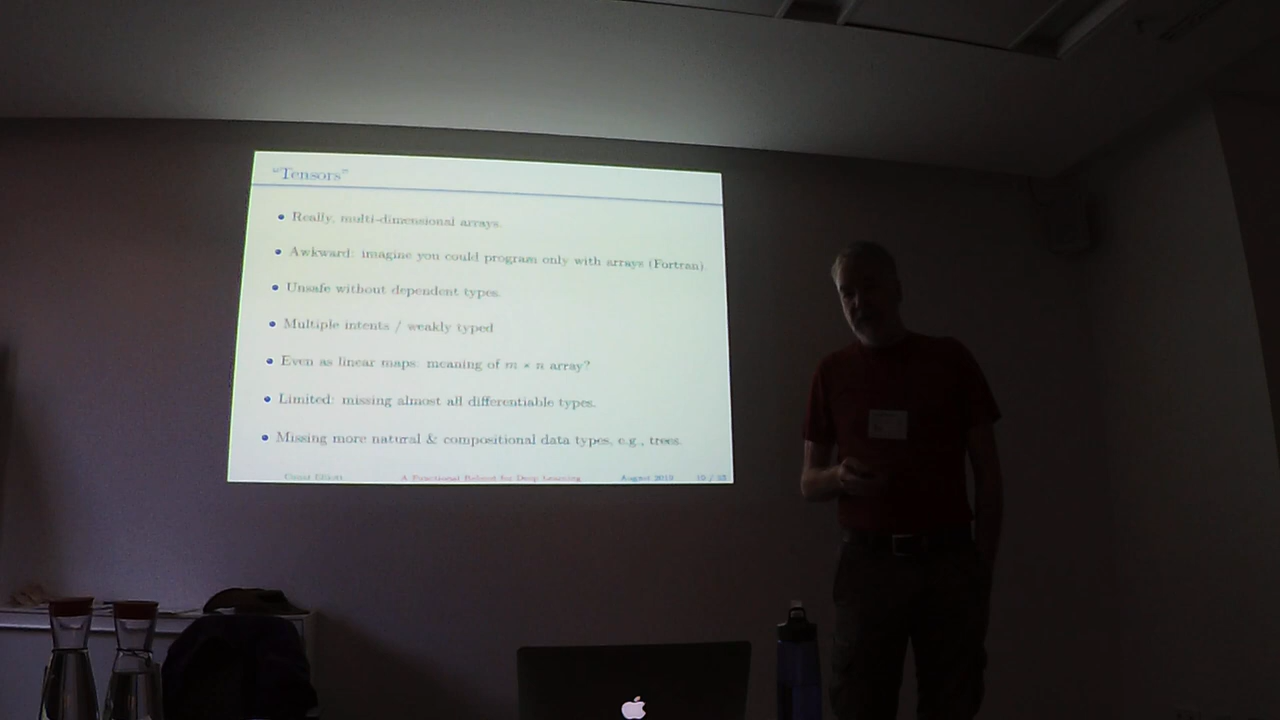 “Tensors”
Really, multi-dimensional arrays.
Awkward: imagine you could program only with arrays (Fortran).
Unsafe without dependent types.
Multiple intents / weakly typed
Even as linear maps: meaning of m × n array?
Limited: missing almost all differentiable types.
Missing more natural & compositional data types, e.g., trees.
Conal Elliott A Functional Reboot for Deep Learning August 2019